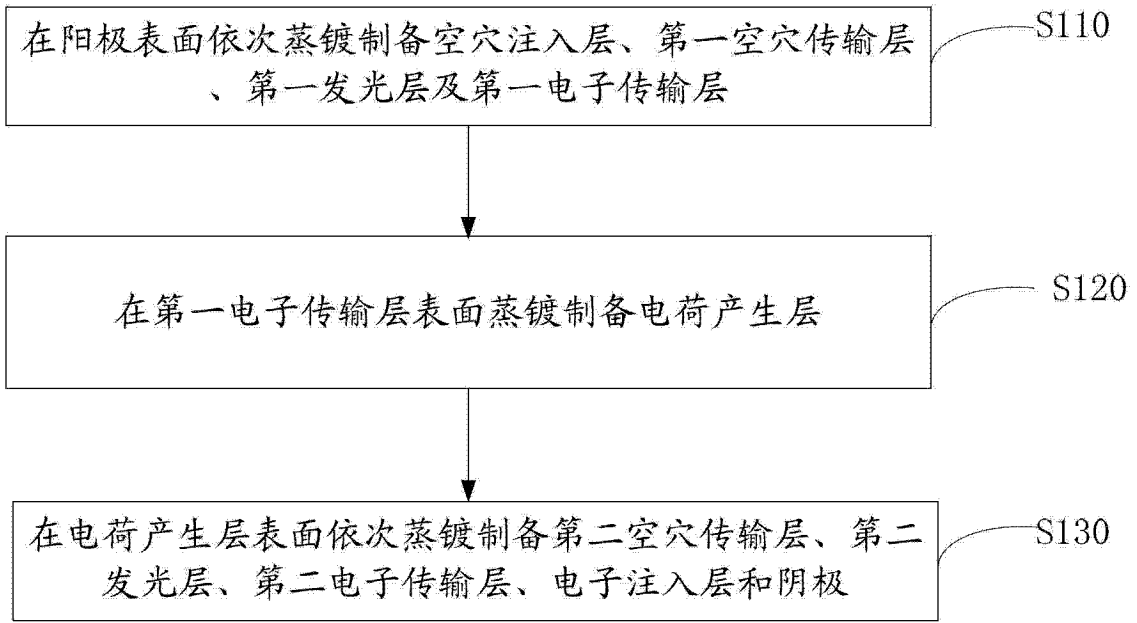 在阳极表面依次蒸镀制备空穴注入层、第一空穴传输层
、第一发光层及第一电子传输层
S110
在第一电子传输层表面蒸镀制备电荷产生层
S120
在电荷产生层表面依次蒸镀制备第二空穴传输层、第二
发光层、第二电子传输层、电子注入层和阴极
S130